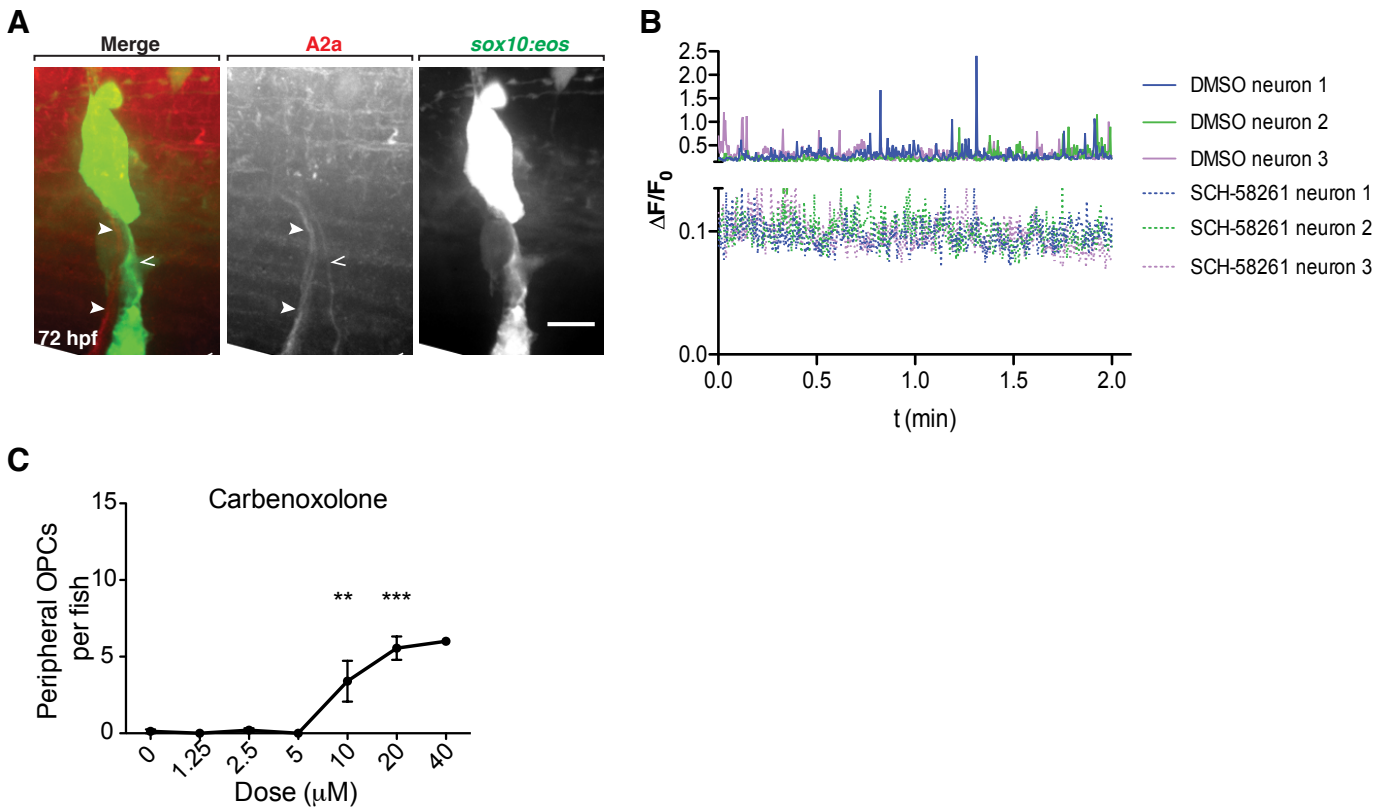 A
Merge
A2a
sox10:eos
72 hpf
B
2.5
2.0
1.5
1.0
0.5
0.1
0.0
ΔF/F0
0.0 0.5 1.0 1.5 2.0
t (min)
DMSO neuron 1
DMSO neuron 2
DMSO neuron 3
SCH-58261 neuron 1
SCH-58261 neuron 2
SCH-58261 neuron 3
C
Carbenoxolone
Peripheral OPCs
per fish
15
10
5
0
** ***
0 1.25 2.5 5 10 20 40
Dose (μM)